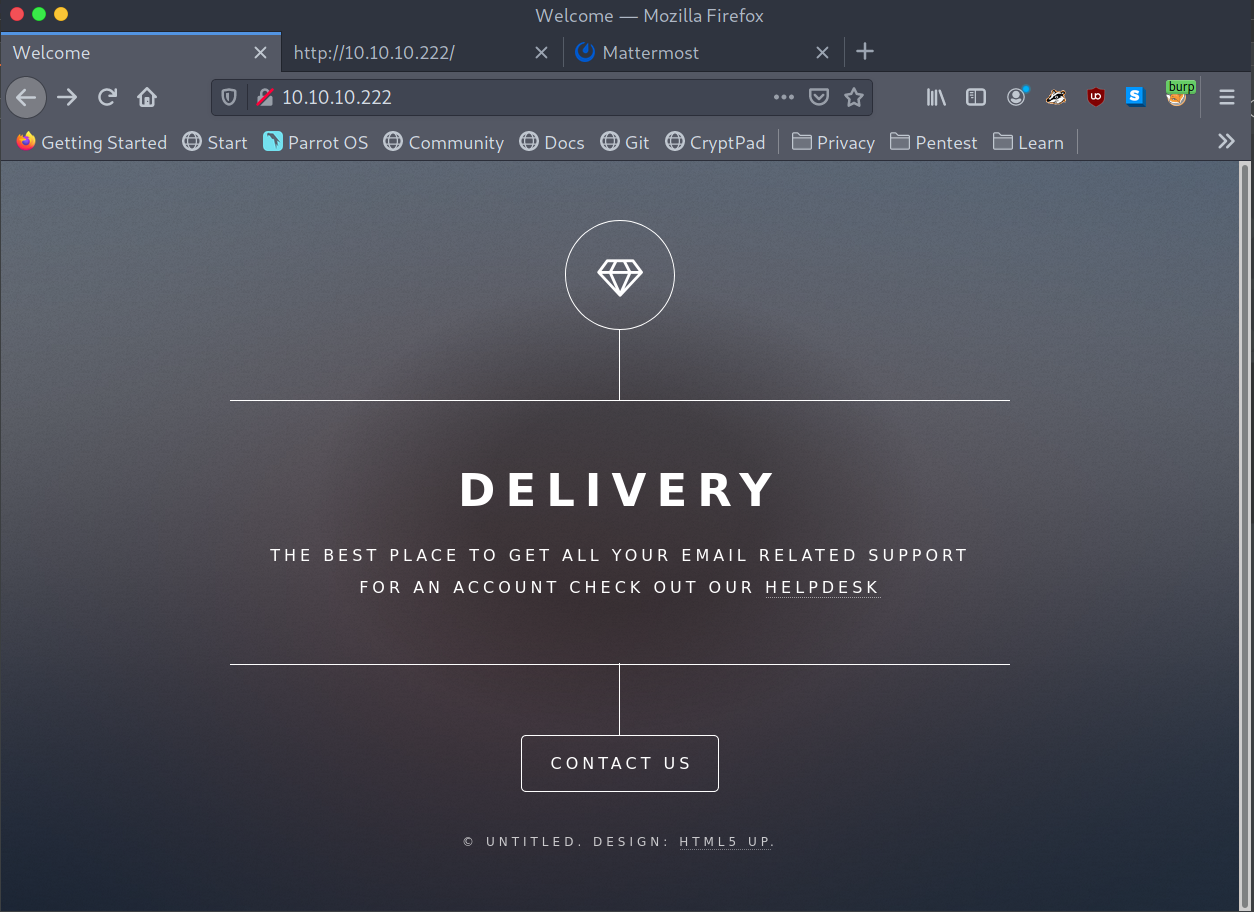 Welcome — Mozilla Firefox
Welcome
http://10.10.10.222/
Mattermost
10.10.10.222
burp
Getting Started
Start
Parrot OS
Community
Docs
Git
CryptPad
Privacy
Pentest
Learn
DELIVERY
THE BEST PLACE TO GET ALL YOUR EMAIL RELATED SUPPORT
FOR AN ACCOUNT CHECK OUT OUR HELPDESK
CONTACT US
© UNTITLED. DESIGN: HTML5 UP.